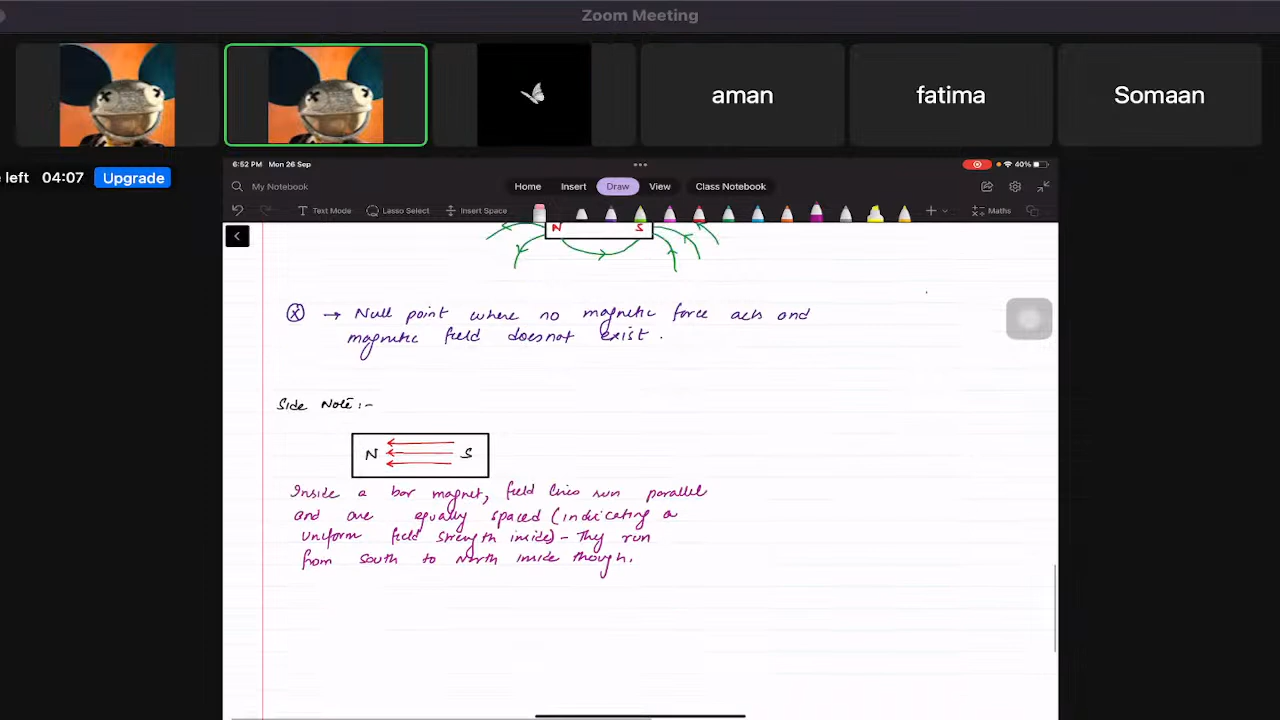 Zoom Meeting
aman
fatima
Somaan
e left 04:07 Upgrade
6:52 PM Mon 26 Sep
40%
My Notebook
Home Insert Draw View Class Notebook
Text Mode Lasso Select Insert Space
Maths
N S
X → Null point where no magnetic force acts and
magnetic field doesnot exist.
Side Note:-
N S
Inside a bar magnet, field lines run parallel
and are equally spaced (indicating a
uniform field strength inside) - They run
from south to north inside though.